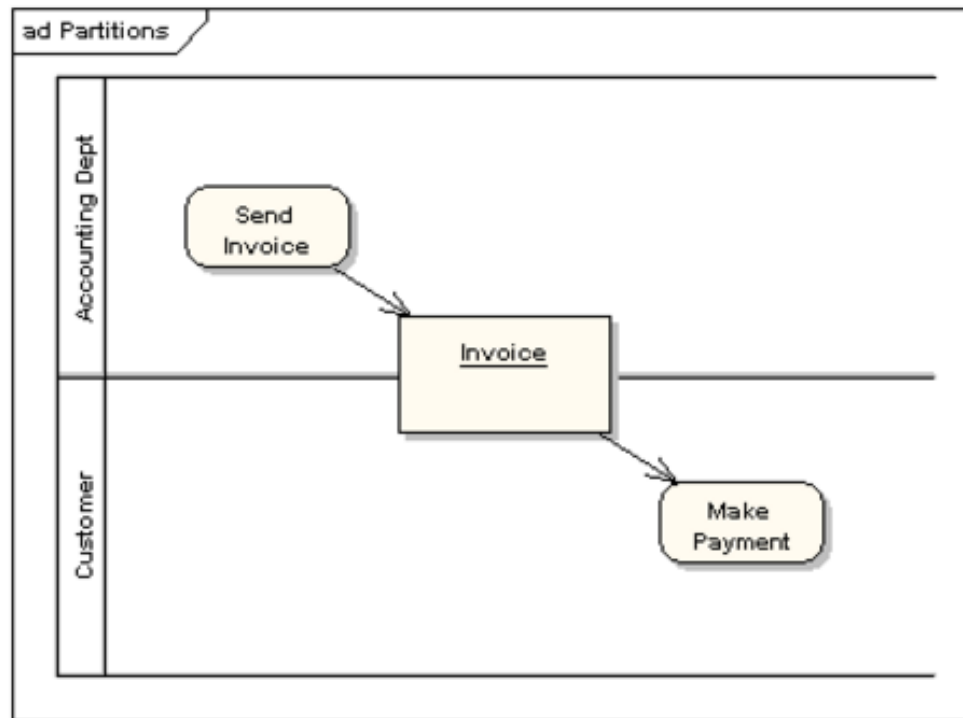 ad Partitions
Accounting Dept
Send
Invoice
Invoice
Customer
Make
Payment